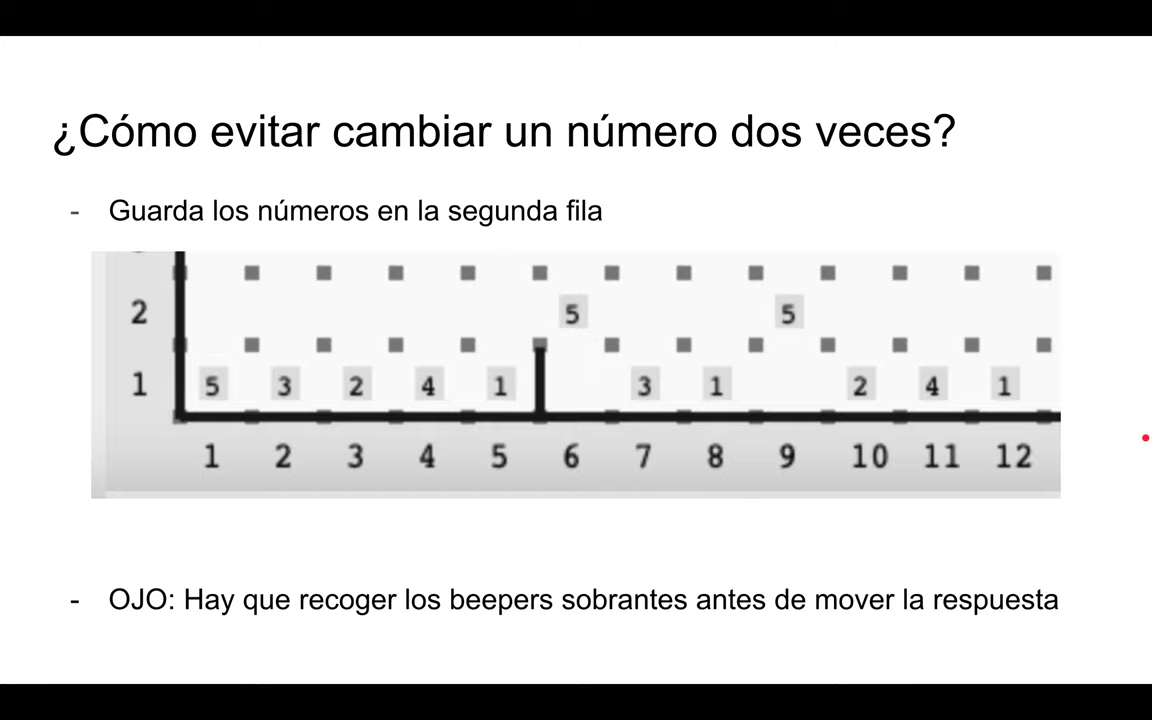 ¿Cómo evitar cambiar un número dos veces?
- Guarda los números en la segunda fila
2 5 5
1 5 3 2 4 1 3 1 2 4 1
1 2 3 4 5 6 7 8 9 10 11 12
- OJO: Hay que recoger los beepers sobrantes antes de mover la respuesta